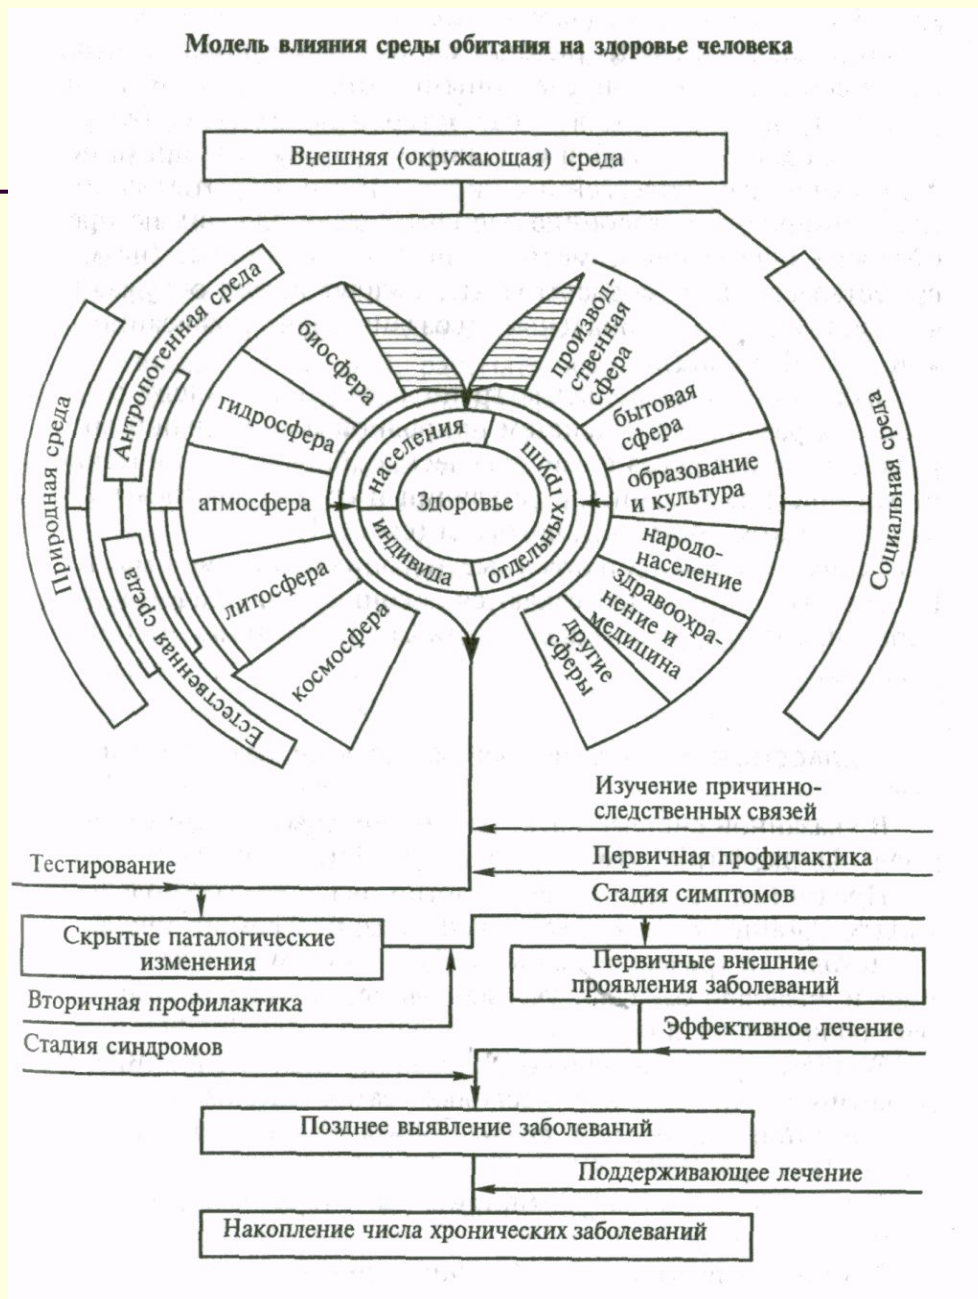 Модель влияния среды обитания на здоровье человека
Внешняя (окружающая) среда
Природная среда
Антропогенная среда
среда
Естественная среда
биосфера
гидросфера
атмосфера
литосфера
космосфера
населения
индивида
отдельных групп
Здоровье
производ-
ственная
сфера
бытовая
сфера
образование
и культура
народо-
население
здравоохра-
нение и
медицина
другие
сферы
Социальная среда
Изучение причинно-
следственных связей
Тестирование
Первичная профилактика
Стадия симптомов
Скрытые паталогические
изменения
Первичные внешние
проявления заболеваний
Вторичная профилактика
Эффективное лечение
Стадия синдромов
Позднее выявление заболеваний
Поддерживающее лечение
Накопление числа хронических заболеваний